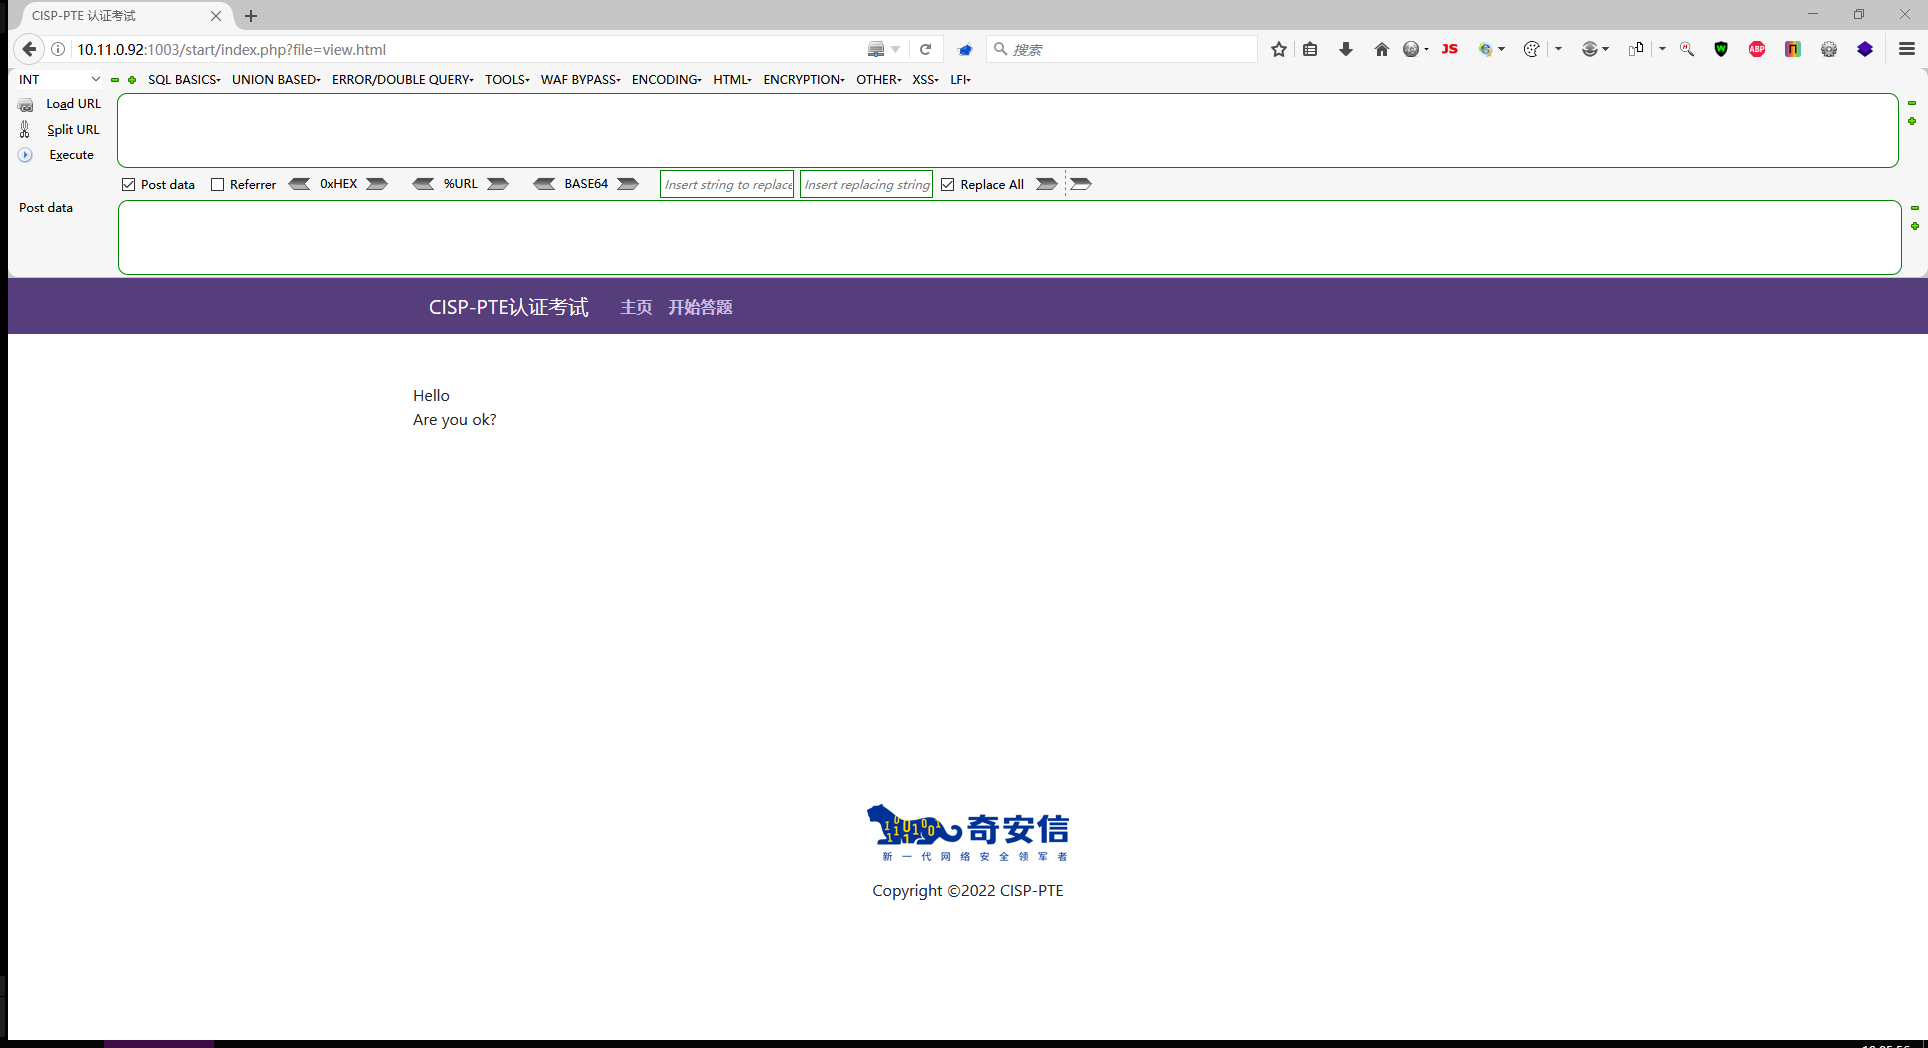 CISP-PTE 认证考试
10.11.0.92:1003/start/index.php?file=view.html
搜索
JS
ABP
INT
SQL BASICS
UNION BASED
ERROR/DOUBLE QUERY
TOOLS
WAF BYPASS
ENCODING
HTML
ENCRYPTION
OTHER
XSS
LFI
Load URL
Split URL
Execute
Post data
Referrer
0xHEX
%URL
BASE64
Insert string to replace
Insert replacing string
Replace All
Post data
CISP-PTE认证考试
主页
开始答题
Hello
Are you ok?
奇安信
新一代网络安全领军者
Copyright ©2022 CISP-PTE